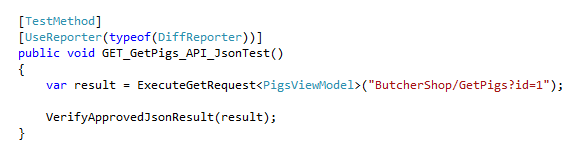 [TestMethod]
[UseReporter(typeof(DiffReporter))]
public void GET_GetPigs_API_JsonTest()
{
    var result = ExecuteGetRequest<PigsViewModel>("ButcherShop/GetPigs?id=1");

    VerifyApprovedJsonResult(result);
}